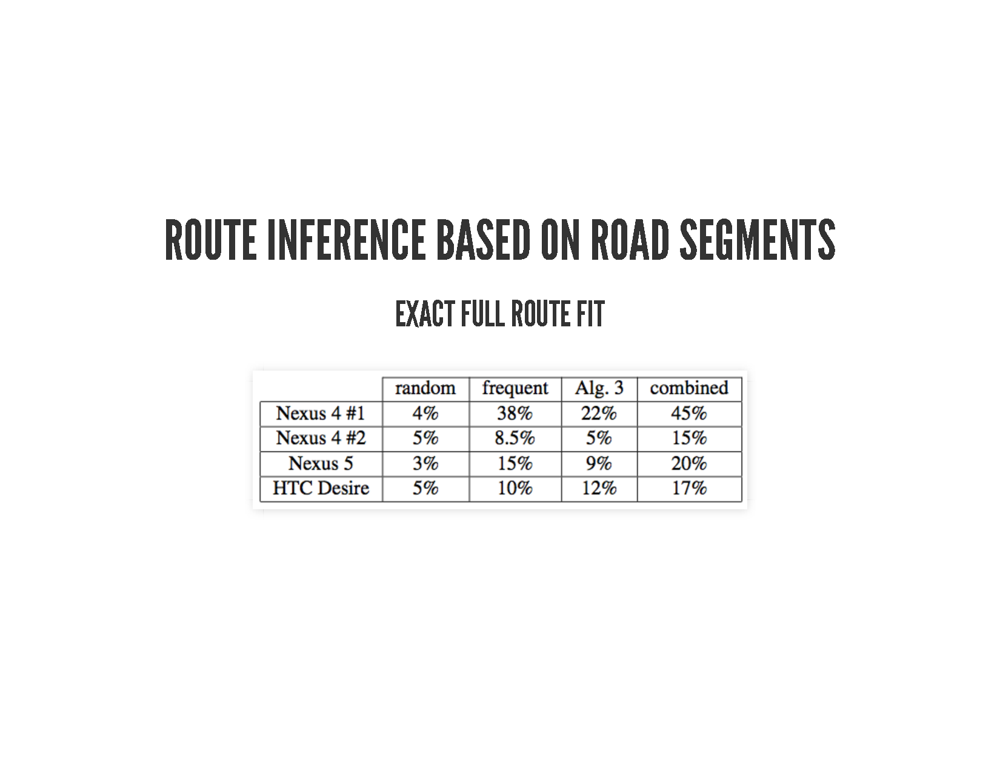 ROUTE INFERENCE BASED ON ROAD SEGMENTS
EXACT FULL ROUTE FIT
random frequent Alg. 3 combined
Nexus 4 #1 4% 38% 22% 45%
Nexus 4 #2 5% 8.5% 5% 15%
Nexus 5 3% 15% 9% 20%
HTC Desire 5% 10% 12% 17%